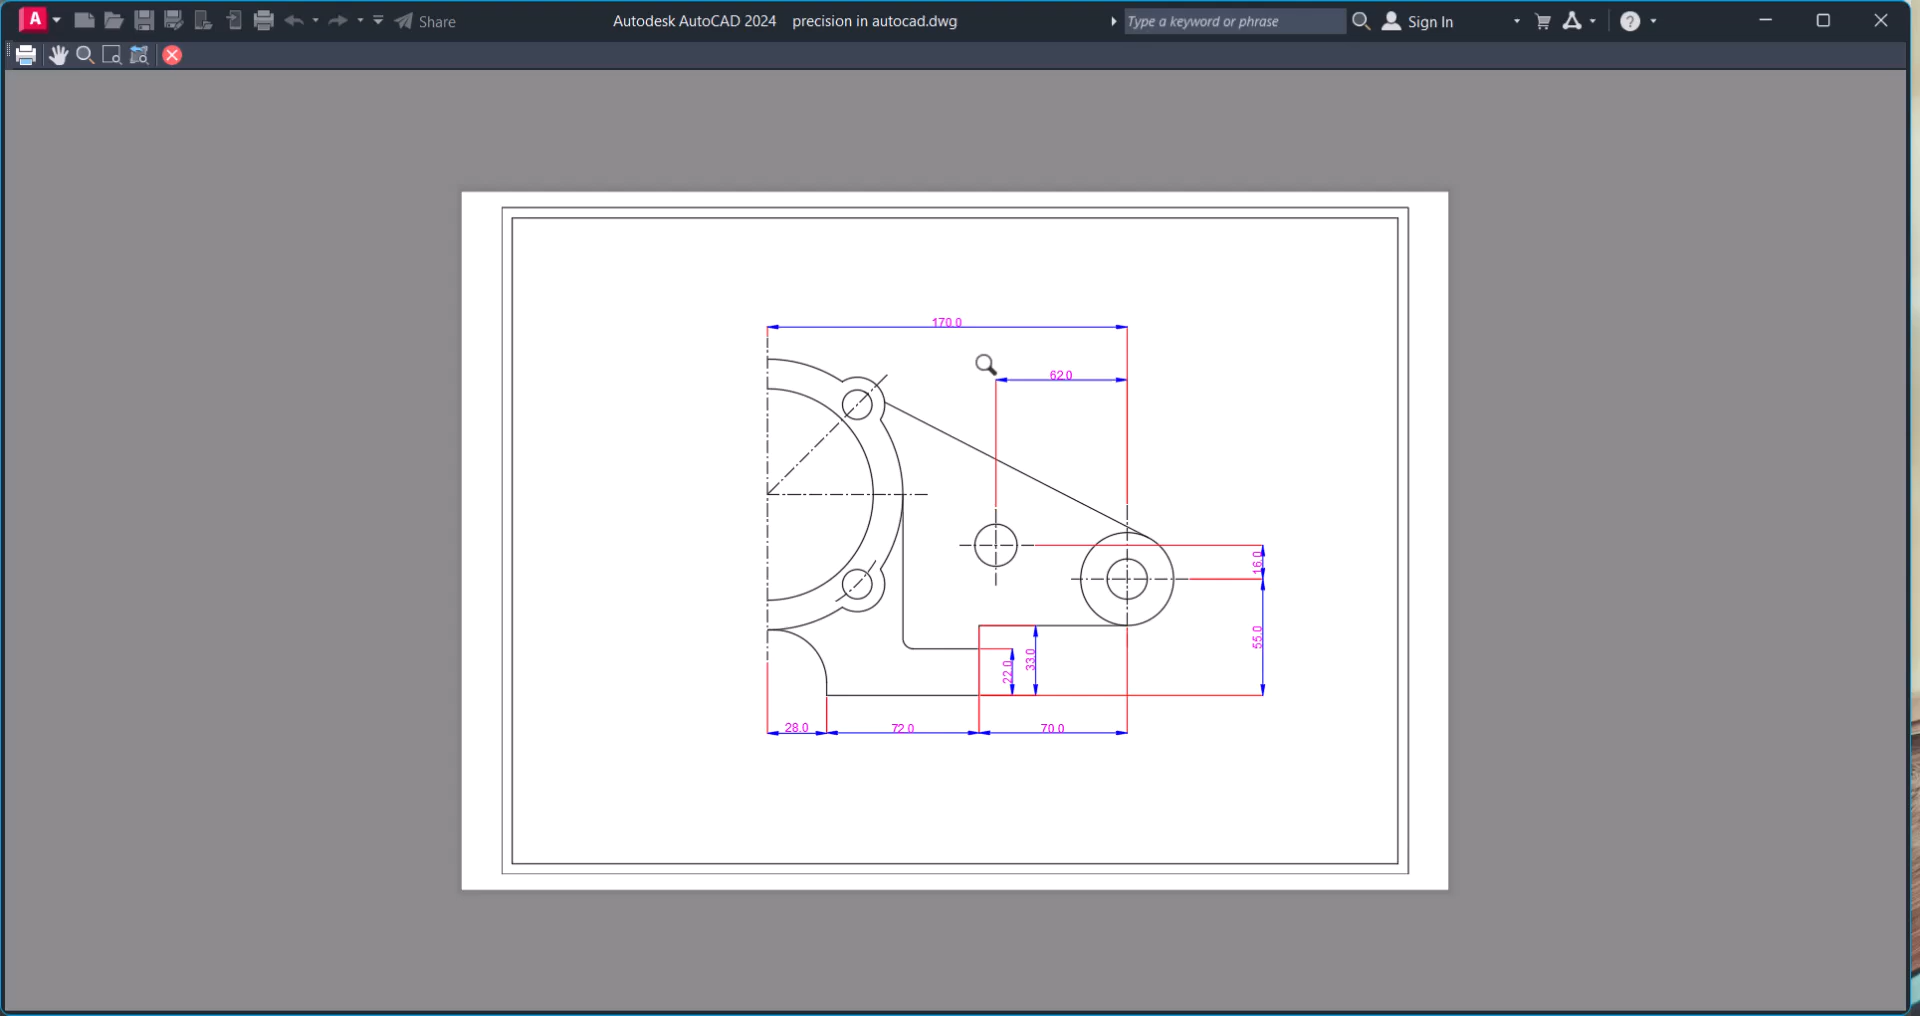 A
Share
Autodesk AutoCAD 2024 precision in autocad.dwg
Type a keyword or phrase
Sign In
?
170.0
62.0
16.0
55.0
33.0
22.0
28.0
72.0
70.0